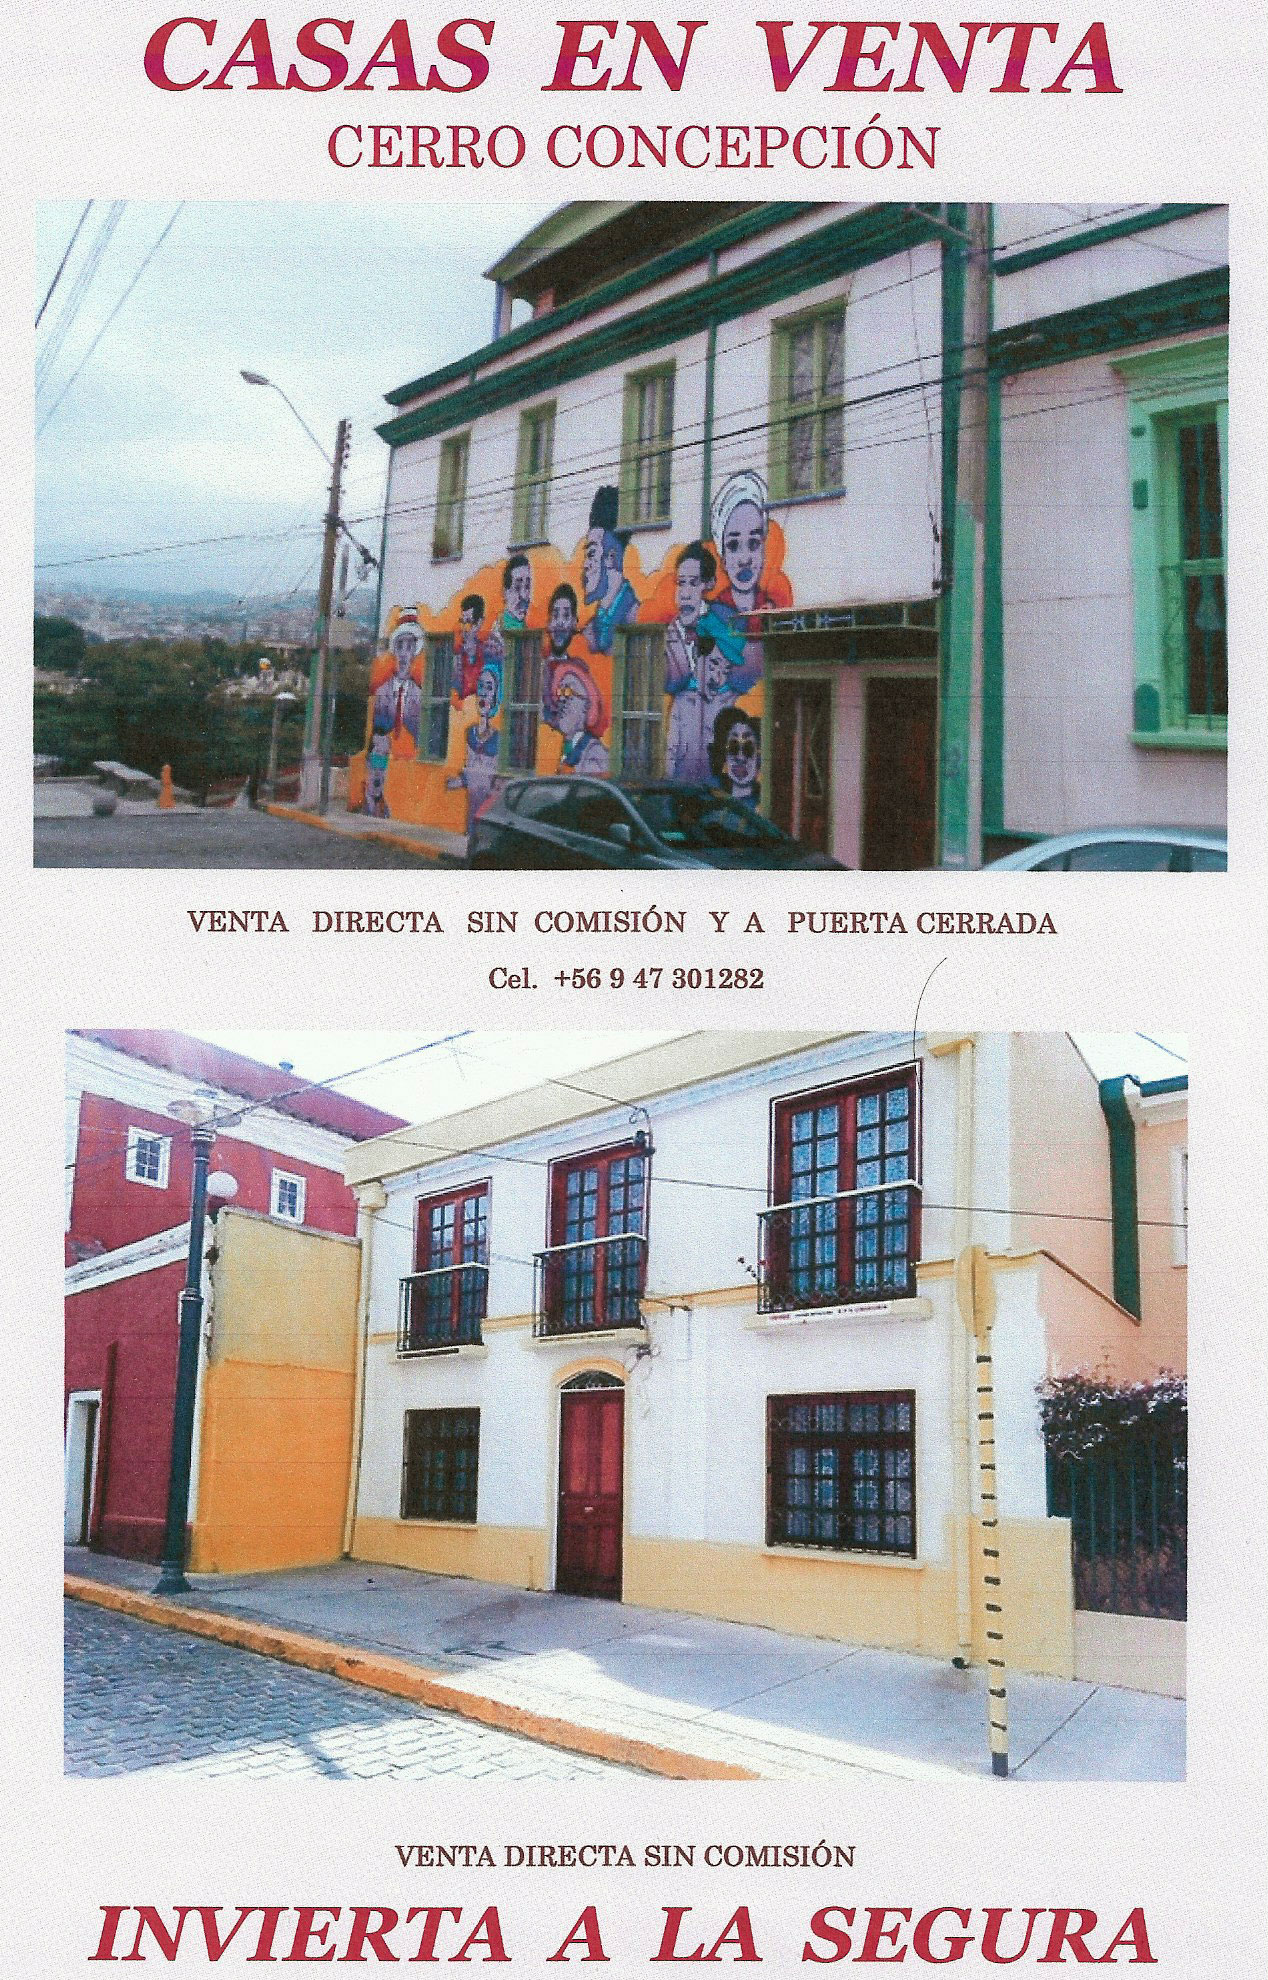 CASAS EN VENTA
CERRO CONCEPCIÓN
VENTA DIRECTA SIN COMISIÓN Y A PUERTA CERRADA
Cel. +56 9 47 301282
VENTA DIRECTA SIN COMISIÓN
INVIERTA A LA SEGURA